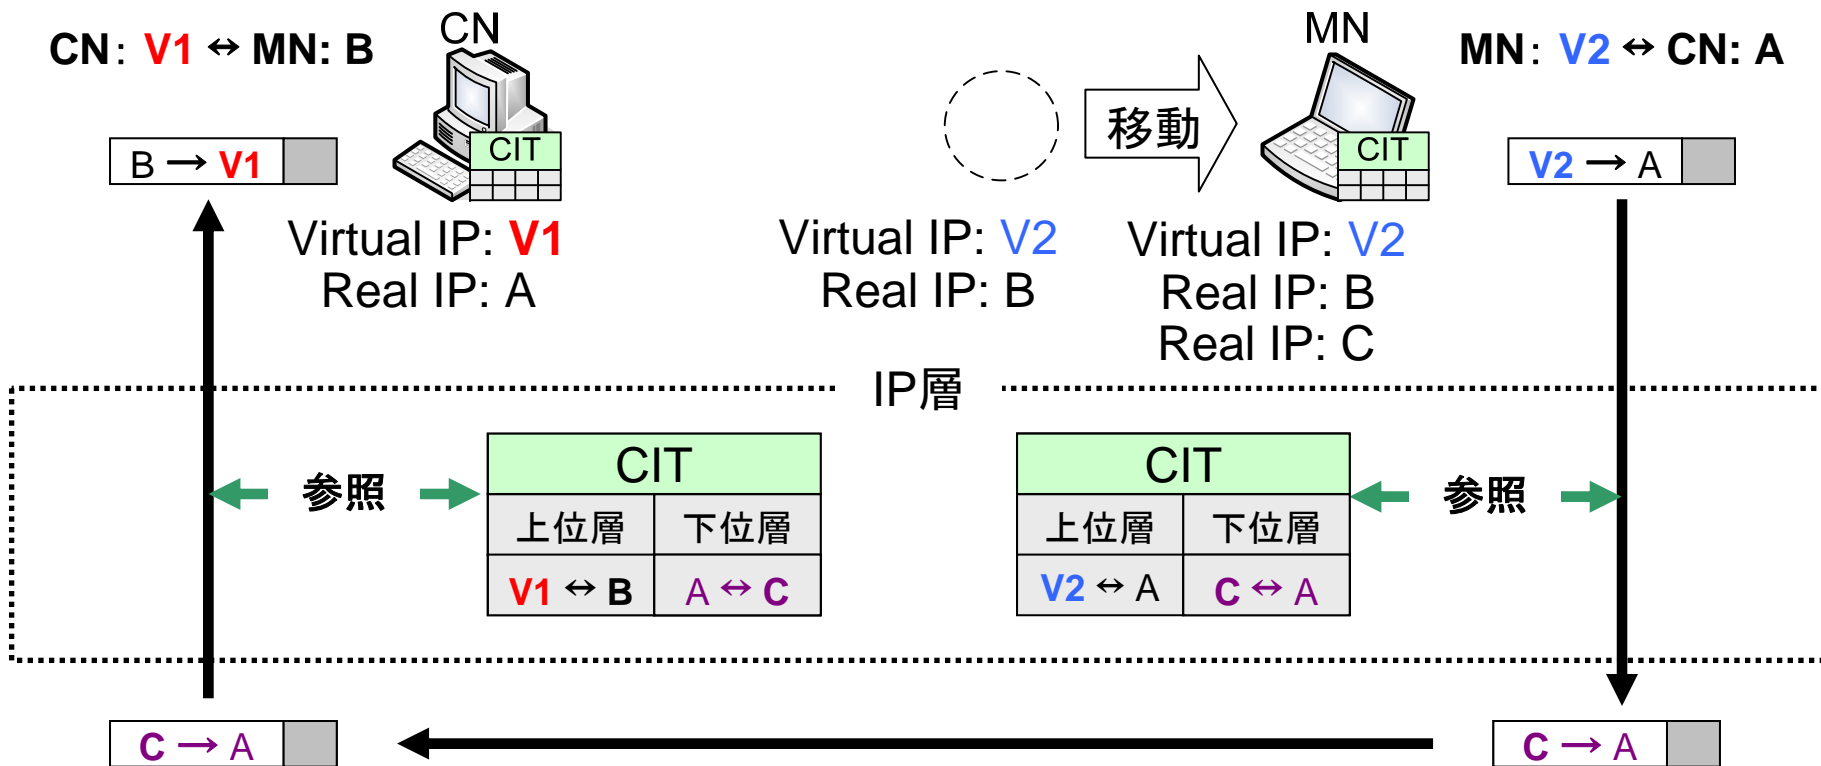 CN: V1 ↔ MN: B
CN
MN
MN: V2 ↔ CN: A
移動
CIT
CIT
B → V1
V2 → A
Virtual IP: V1
Real IP: A
Virtual IP: V2
Real IP: B
Virtual IP: V2
Real IP: B
Real IP: C
IP層
参照
CIT
上位層 下位層
V1 ↔ B A ↔ C
CIT
上位層 下位層
V2 ↔ A C ↔ A
参照
C → A
C → A